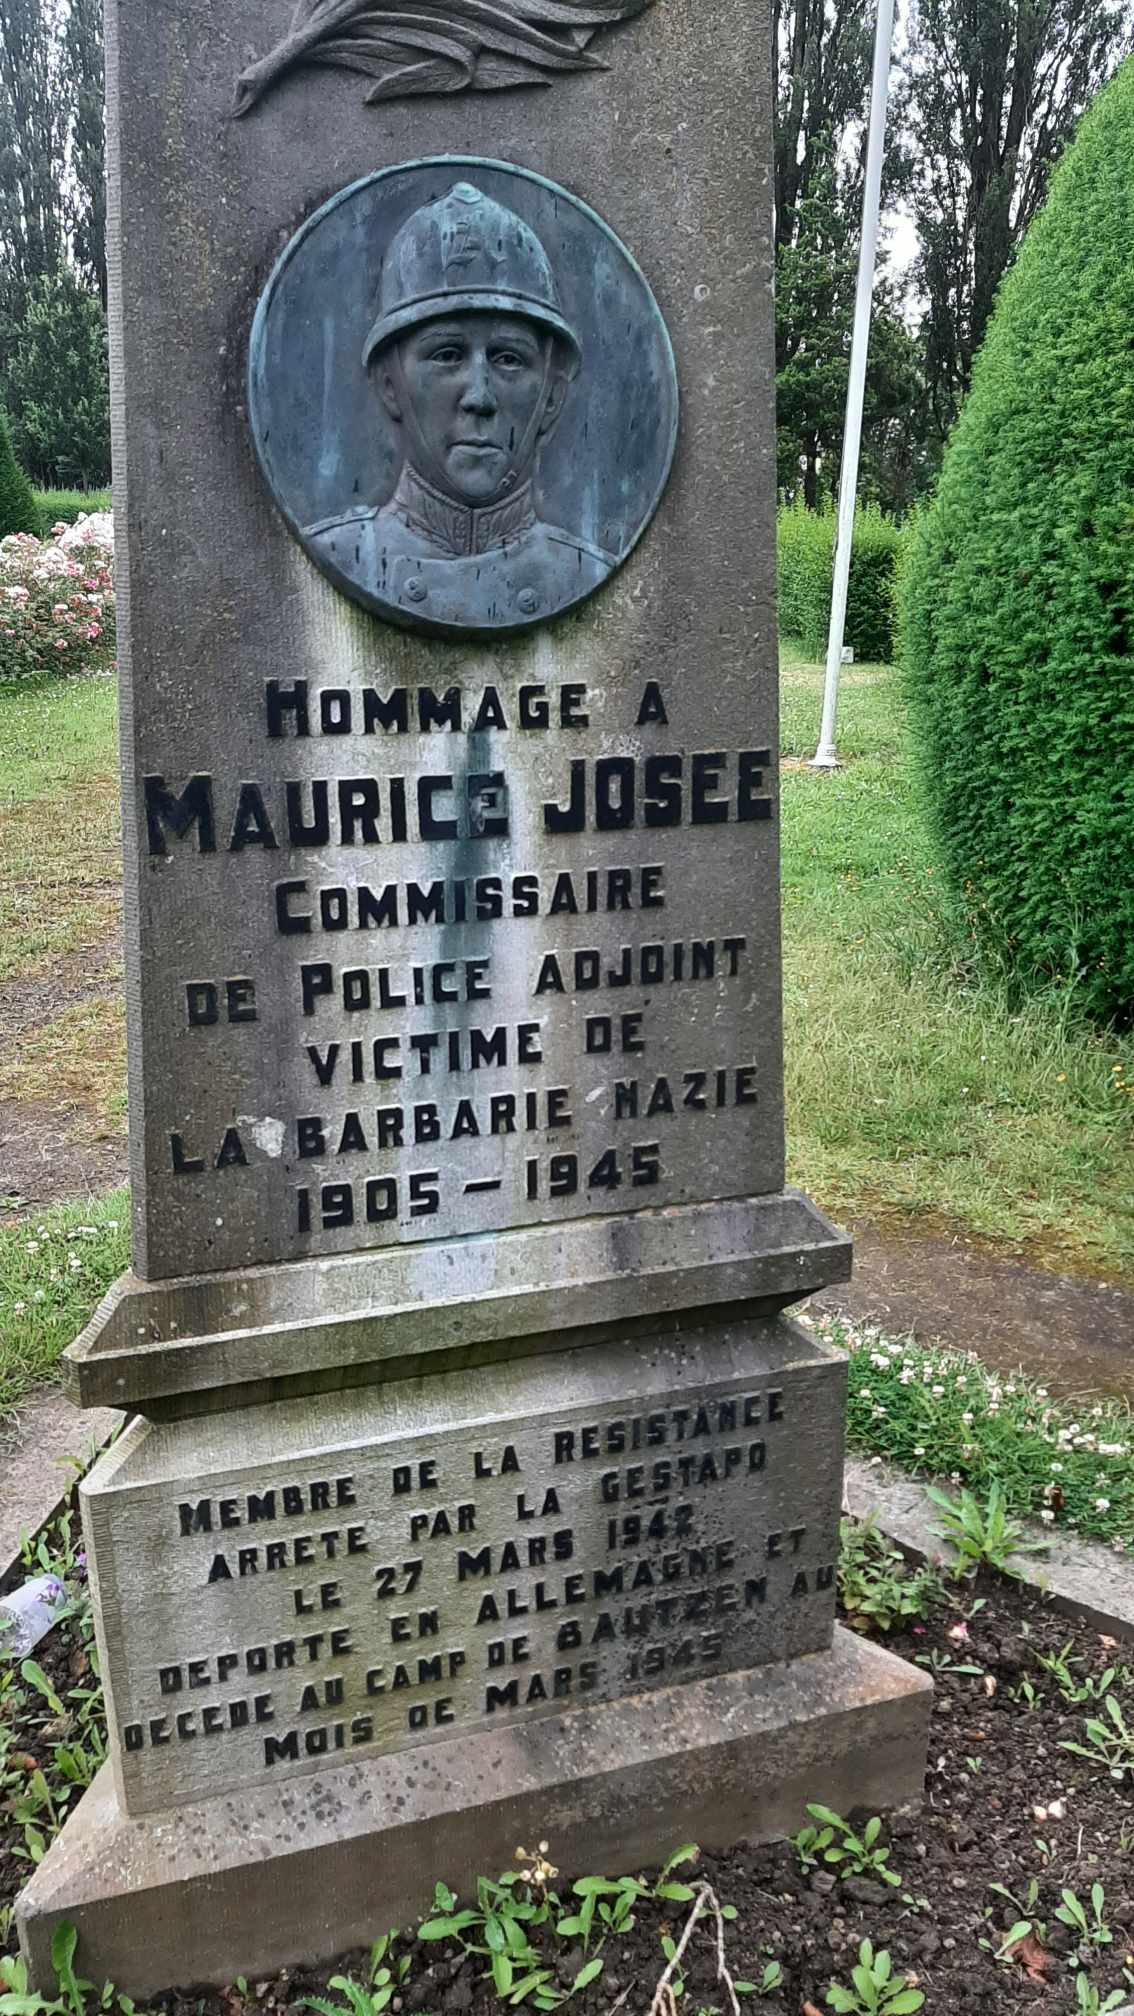 HOMMAGE A
MAURICE JOSEE
COMMISSAIRE
DE POLICE ADJOINT
VICTIME DE
LA BARBARIE NAZIE
1905 - 1945
MEMBRE DE LA RESISTANCE
ARRETE PAR LA GESTAPO
LE 27 MARS 1942
DEPORTE EN ALLEMAGNE ET
DECEDE AU CAMP DE BAUTZEN AU
MOIS DE MARS 1945